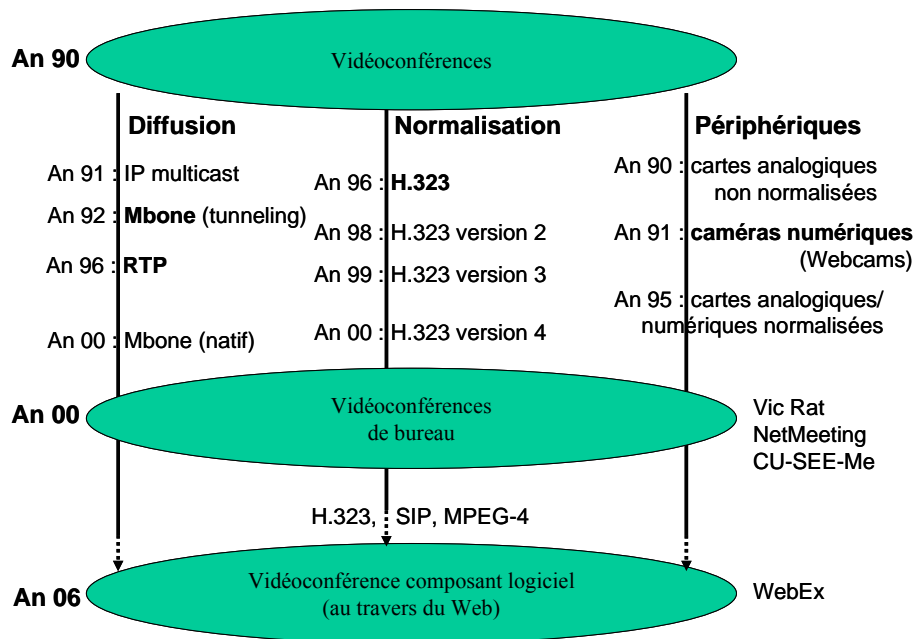 An 90
Vidéoconférences
Diffusion
An 91 : IP multicast
An 92 : Mbone (tunneling)
An 96 : RTP
An 00 : Mbone (natif)
Normalisation
An 96 : H.323
An 98 : H.323 version 2
An 99 : H.323 version 3
An 00 : H.323 version 4
Périphériques
An 90 : cartes analogiques
non normalisées
An 91 : caméras numériques
(Webcams)
An 95 : cartes analogiques/
numériques normalisées
An 00
Vidéoconférences
de bureau
Vic Rat
NetMeeting
CU-SEE-Me
H.323, SIP, MPEG-4
An 06
Vidéoconférence composant logiciel
(au travers du Web)
WebEx